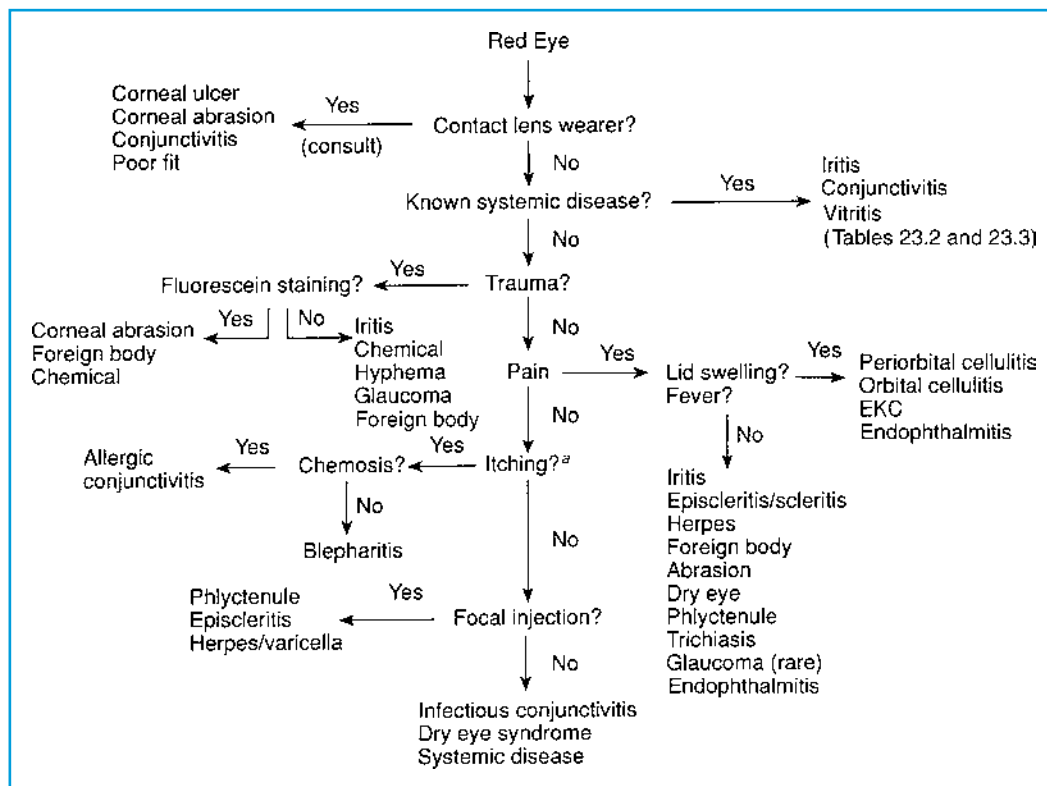 Red Eye
Corneal ulcer
Corneal abrasion
Conjunctivitis
Poor fit
Yes
(consult)
Contact lens wearer?
No
Known systemic disease?
Yes
Iritis
Conjunctivitis
Vitritis
(Tables 23.2 and 23.3)
No
Fluorescein staining?
Yes
Trauma?
Corneal abrasion
Foreign body
Chemical
Yes
No
Iritis
Chemical
Hyphema
Glaucoma
Foreign body
No
Pain
Yes
Lid swelling?
Fever?
Yes
Periorbital cellulitis
Orbital cellulitis
EKC
Endophthalmitis
No
Iritis
Episcleritis/scleritis
Herpes
Foreign body
Abrasion
Dry eye
Phlyctenule
Trichiasis
Glaucoma (rare)
Endophthalmitis
No
Allergic
conjunctivitis
Yes
Chemosis?
Yes
Itching?a
No
Blepharitis
No
Phlyctenule
Episcleritis
Herpes/varicella
Yes
Focal injection?
No
Infectious conjunctivitis
Dry eye syndrome
Systemic disease